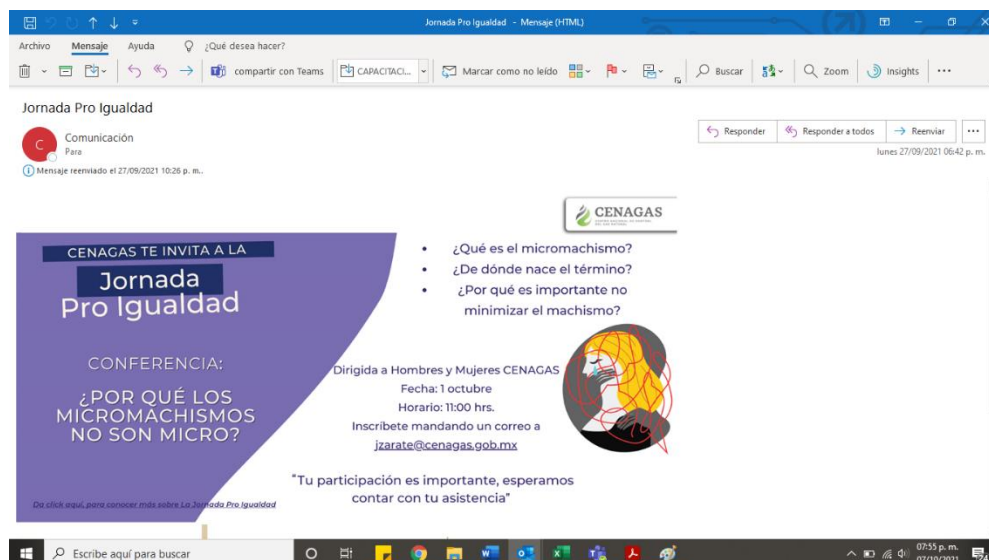 Jornada Pro Igualdad - Mensaje (HTML)
Archivo Mensaje Ayuda ¿Qué desea hacer?
compartir con Teams CAPACITACI... Marcar como no leído Buscar Zoom Insights
Jornada Pro Igualdad
C
Comunicación
Para
Responder Responder a todos Reenviar
lunes 27/09/2021 06:42 p. m.
Mensaje reenviado el 27/09/2021 10:26 p. m..
CENAGAS
CENAGAS TE INVITA A LA
Jornada
Pro Igualdad
CONFERENCIA:
¿POR QUÉ LOS
MICROMACHISMOS
NO SON MICRO?
Da click aquí, para conocer más sobre La Jornada Pro Igualdad
• ¿Qué es el micromachismo?
• ¿De dónde nace el término?
• ¿Por qué es importante no
minimizar el machismo?
Dirigida a Hombres y Mujeres CENAGAS
Fecha: 1 octubre
Horario: 11:00 hrs.
Inscríbete mandando un correo a
jzarate@cenagas.gob.mx
"Tu participación es importante, esperamos
contar con tu asistencia"
Escribe aquí para buscar
07:55 p. m.
07/10/2021